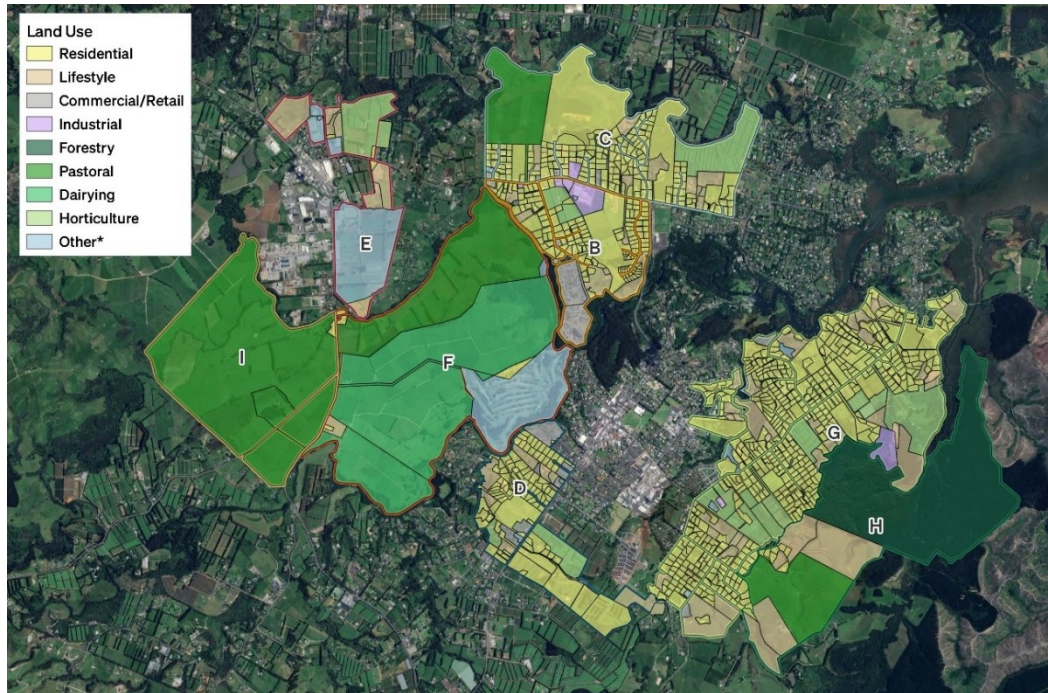 Land Use
Residential
Lifestyle
Commercial/Retail
Industrial
Forestry
Pastoral
Dairying
Horticulture
Other*
C
B
E
I
F
G
D
H